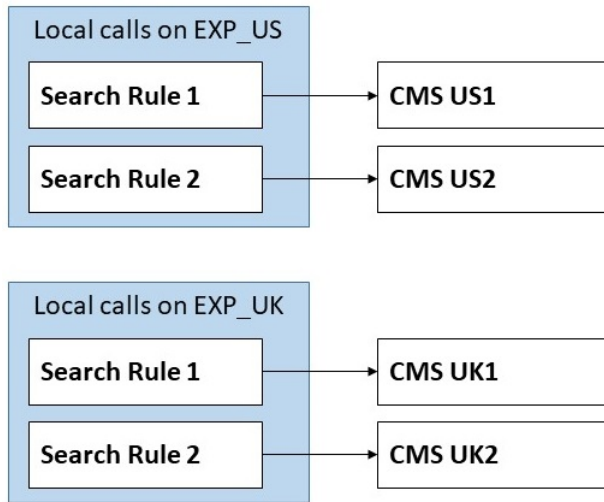 Local calls on EXP_US
Search Rule 1
CMS US1
Search Rule 2
CMS US2
Local calls on EXP_UK
Search Rule 1
CMS UK1
Search Rule 2
CMS UK2